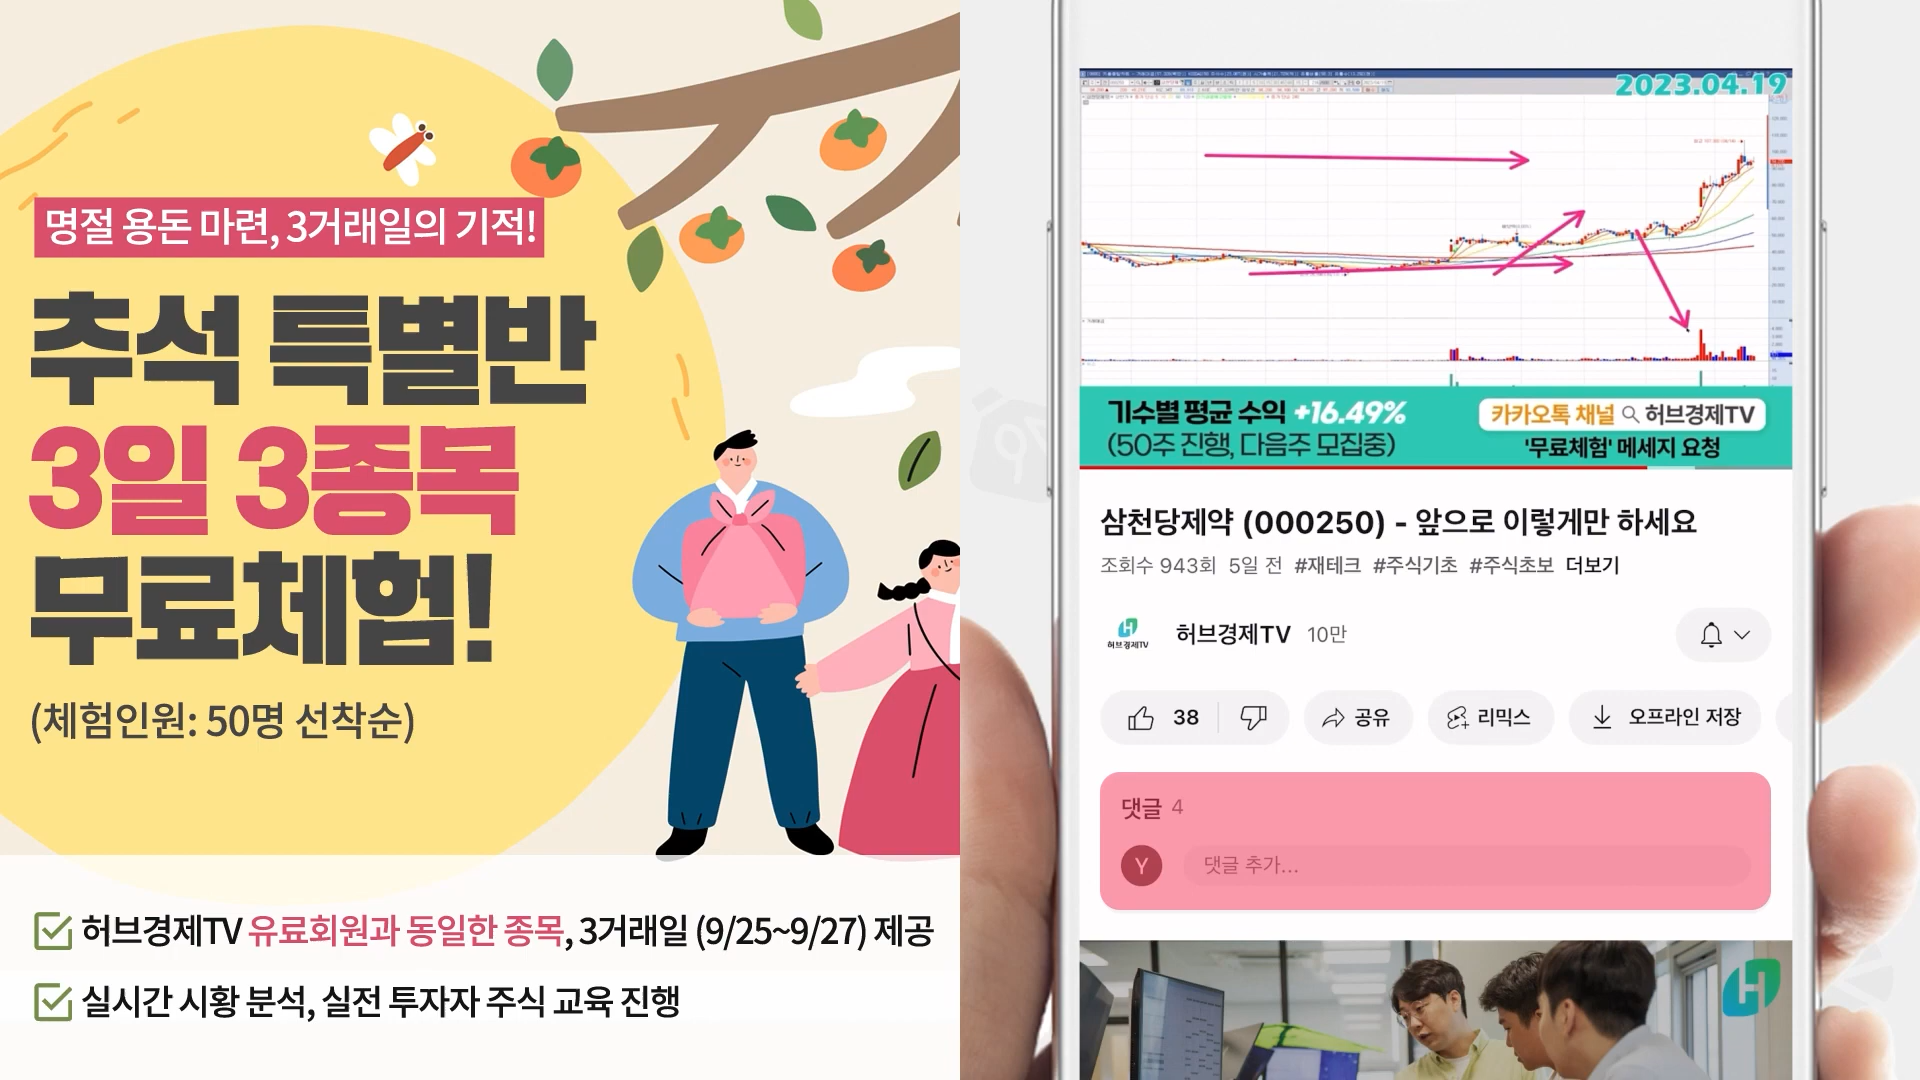 명절 용돈 마련, 3거래일의 기적!
추석 특별반
3일 3종목
무료체험!
(체험인원: 50명 선착순)
허브경제TV 유료회원과 동일한 종목, 3거래일 (9/25~9/27) 제공
실시간 시황 분석, 실전 투자자 주식 교육 진행
2023.04.19
기수별 평균 수익 +16.49%
(50주 진행, 다음주 모집중)
카카오톡 채널 허브경제TV
'무료체험' 메세지 요청
삼천당제약 (000250) - 앞으로 이렇게만 하세요
조회수 943회 5일 전 #재테크 #주식기초 #주식초보 더보기
허브경제TV
허브경제TV 10만
38
공유
리믹스
오프라인 저장
댓글 4
Y
댓글 추가...